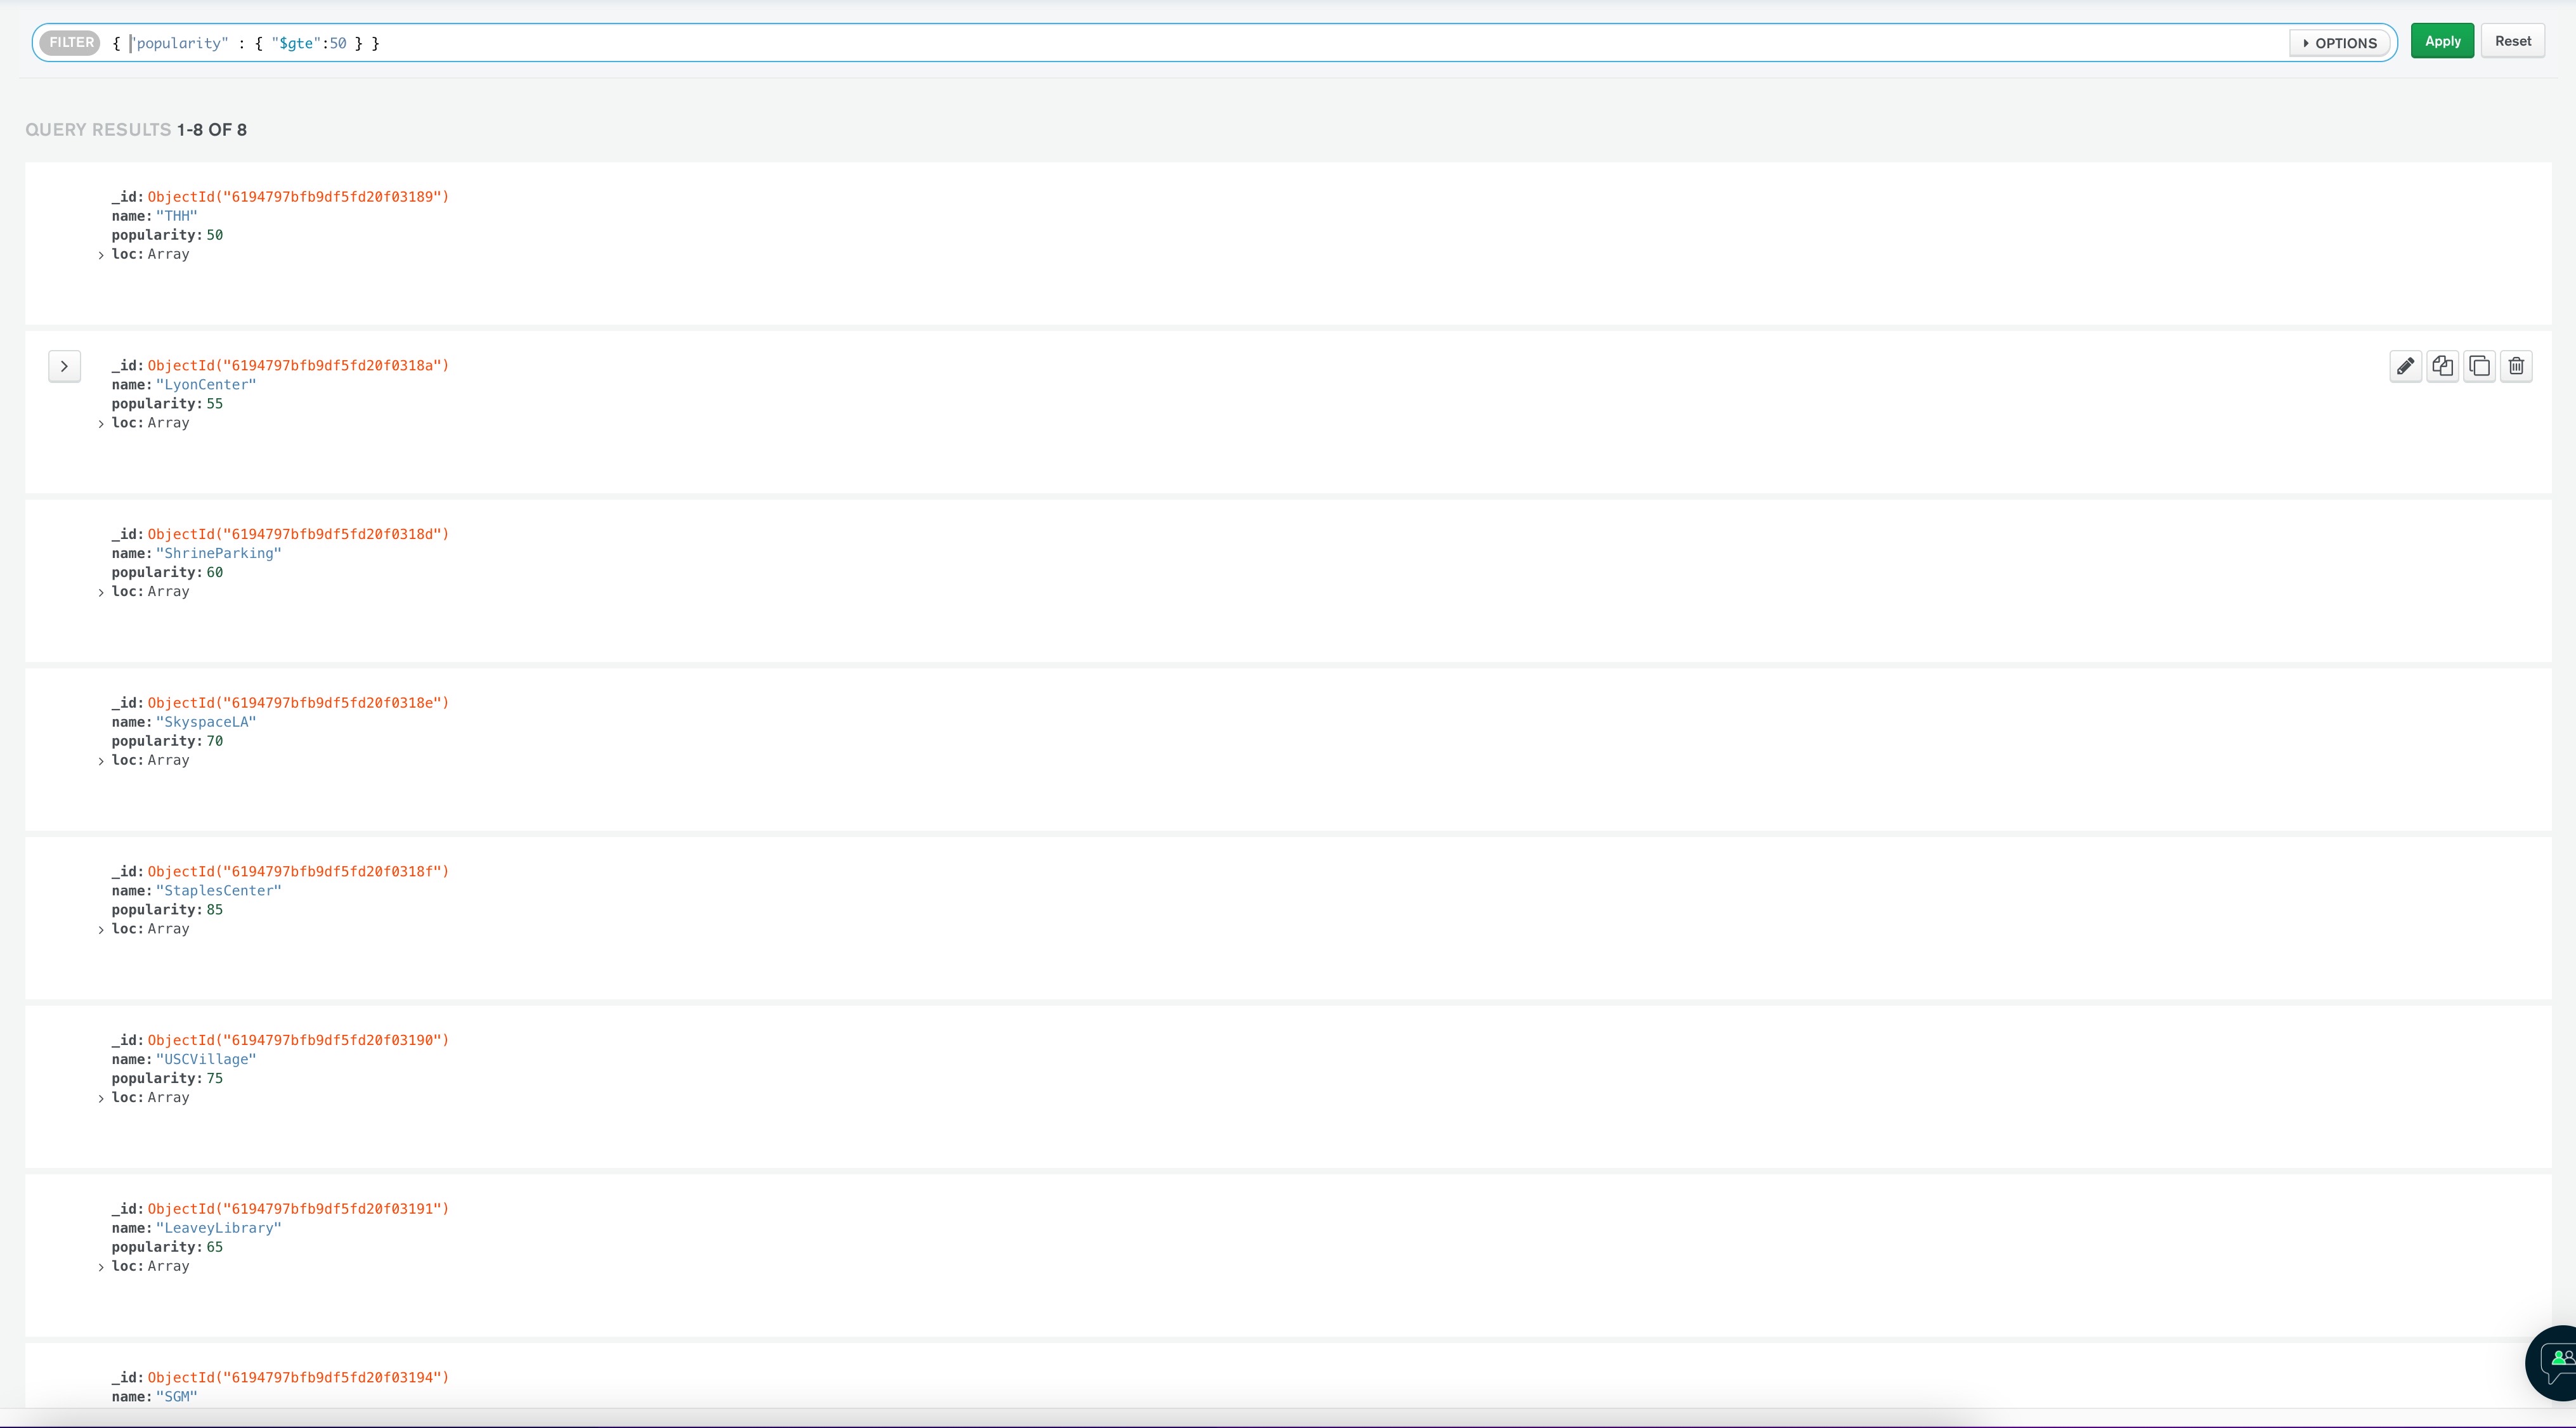 FILTER { "popularity" : { "$gte":50 } } OPTIONS Apply Reset
QUERY RESULTS 1-8 OF 8
_id: ObjectId("6194797bfb9df5fd20f03189")
name: "THH"
popularity: 50
loc: Array
_id: ObjectId("6194797bfb9df5fd20f0318a")
name: "LyonCenter"
popularity: 55
loc: Array
_id: ObjectId("6194797bfb9df5fd20f0318d")
name: "ShrineParking"
popularity: 60
loc: Array
_id: ObjectId("6194797bfb9df5fd20f0318e")
name: "SkyspaceLA"
popularity: 70
loc: Array
_id: ObjectId("6194797bfb9df5fd20f0318f")
name: "StaplesCenter"
popularity: 85
loc: Array
_id: ObjectId("6194797bfb9df5fd20f03190")
name: "USCVillage"
popularity: 75
loc: Array
_id: ObjectId("6194797bfb9df5fd20f03191")
name: "LeaveyLibrary"
popularity: 65
loc: Array
_id: ObjectId("6194797bfb9df5fd20f03194")
name: "SGM"